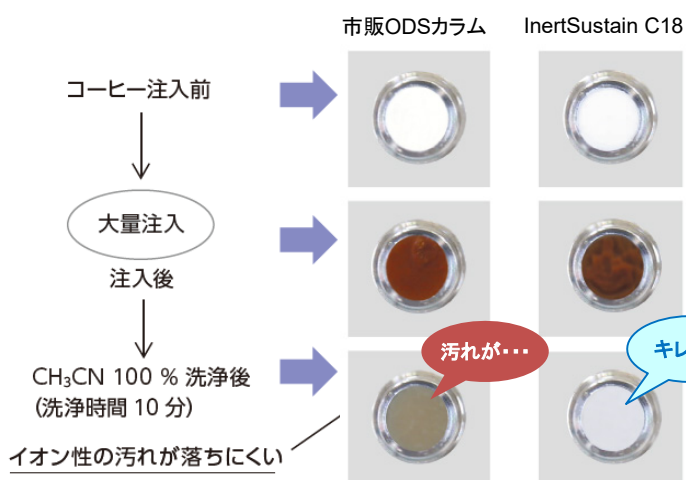 市販ODSカラム
InertSustain C18
コーヒー注入前
大量注入
注入後
汚れが・・・
キレ
CH₃CN 100 % 洗浄後
(洗浄時間 10 分)
イオン性の汚れが落ちにくい